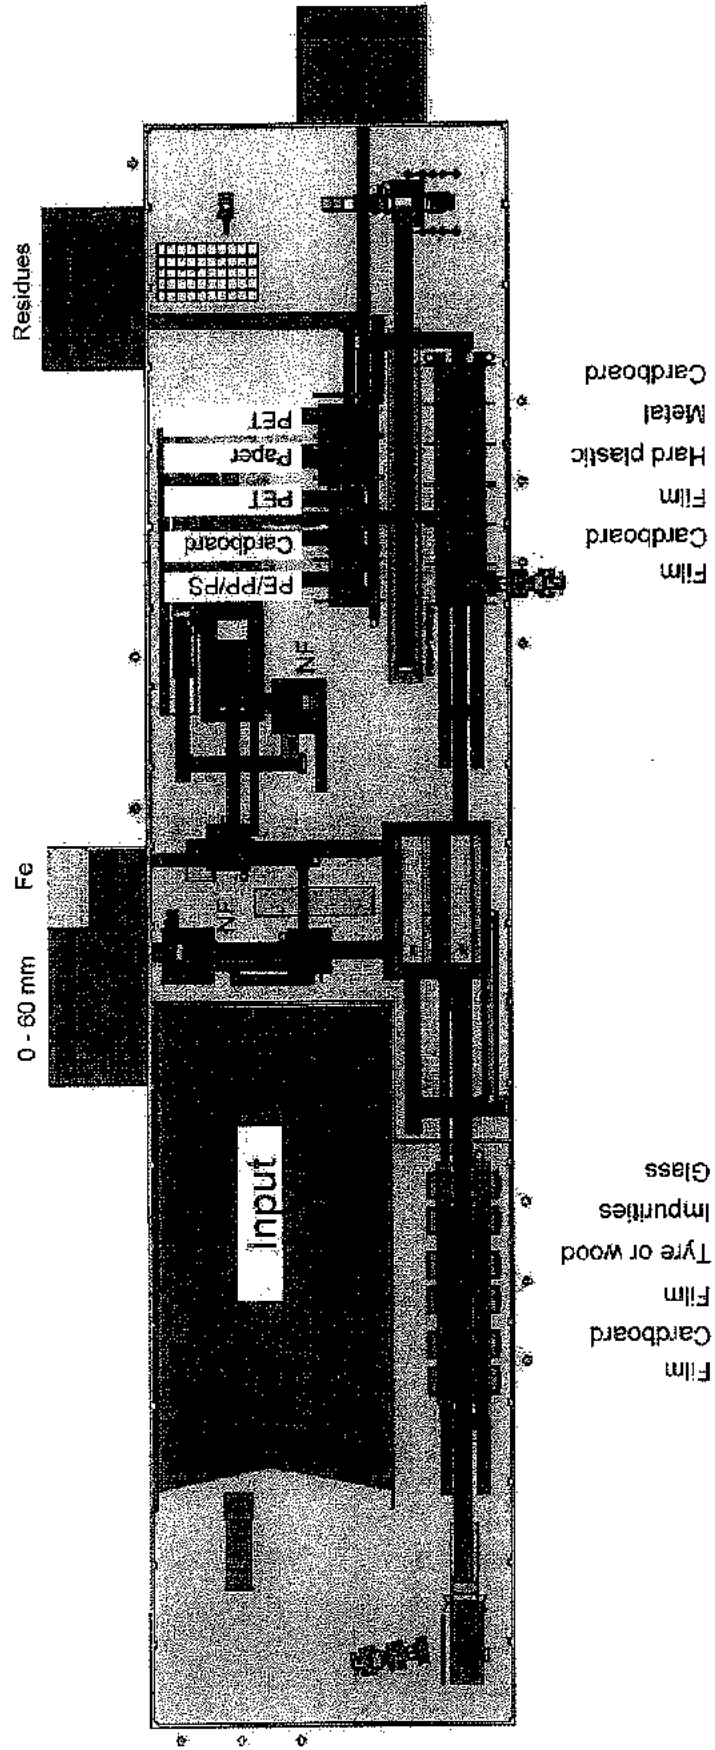 Residues
PET
Paper
PET
Cardboard
PE/PP/PS
NF
Cardboard
Metal
Hard plastic
Film
Cardboard
Film
Fe
0 - 60 mm
NF
Input
Glass
Impurities
Tyre or wood
Film
Cardboard
Film